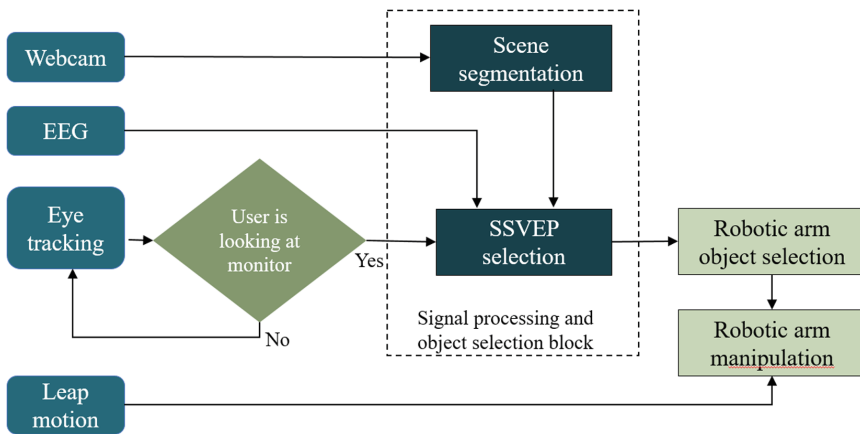 Webcam
Scene
segmentation
EEG
Eye
tracking
User is
looking at
monitor
Yes
No
SSVEP
selection
Signal processing and
object selection block
Robotic arm
object selection
Robotic arm
manipulation
Leap
motion